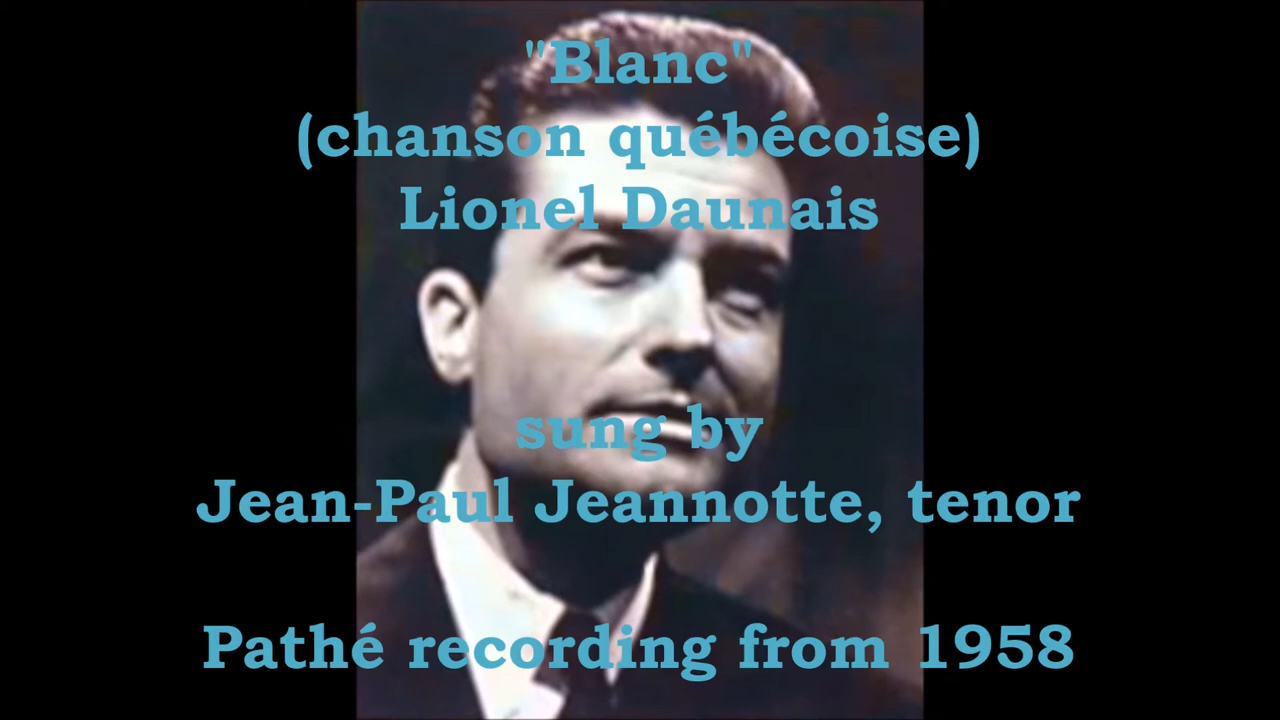 "Blanc"
(chanson québécoise)
Lionel Daunais
sung by
Jean-Paul Jeannotte, tenor
Pathé recording from 1958